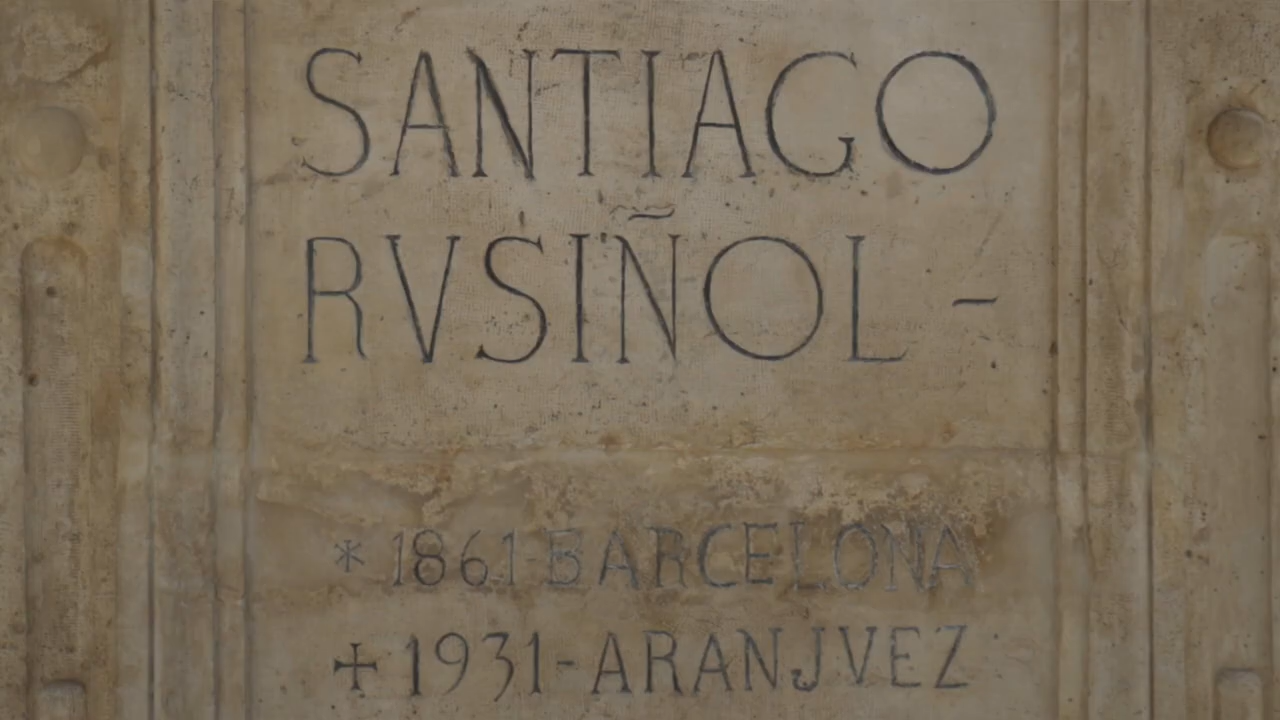 SANTIAGO
RVSIÑOL -
* 1861-BARCELONA
✝ 1931-ARANJVEZ